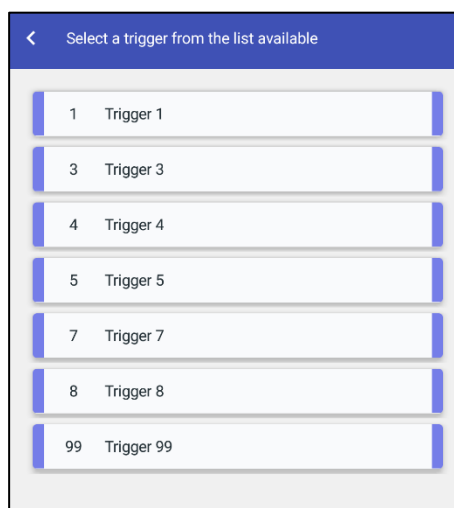 Select a trigger from the list available
1 Trigger 1
3 Trigger 3
4 Trigger 4
5 Trigger 5
7 Trigger 7
8 Trigger 8
99 Trigger 99